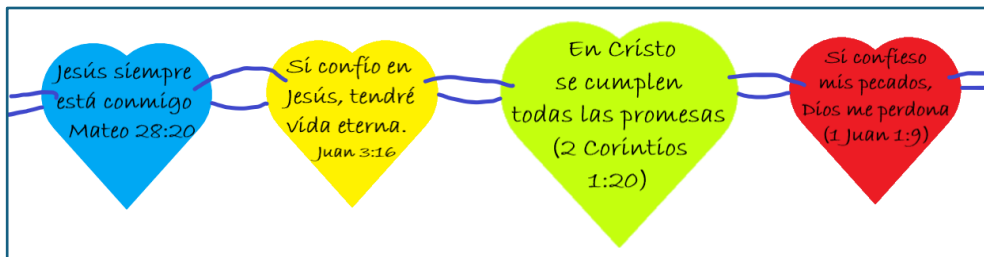 Jesús siempre
está conmigo
Mateo 28:20
Si confío en
Jesús, tendré
vida eterna.
Juan 3:16
En Cristo
se cumplen
todas las promesas
(2 Corintios
1:20)
Si confieso
mis pecados,
Dios me perdona
(1 Juan 1:9)